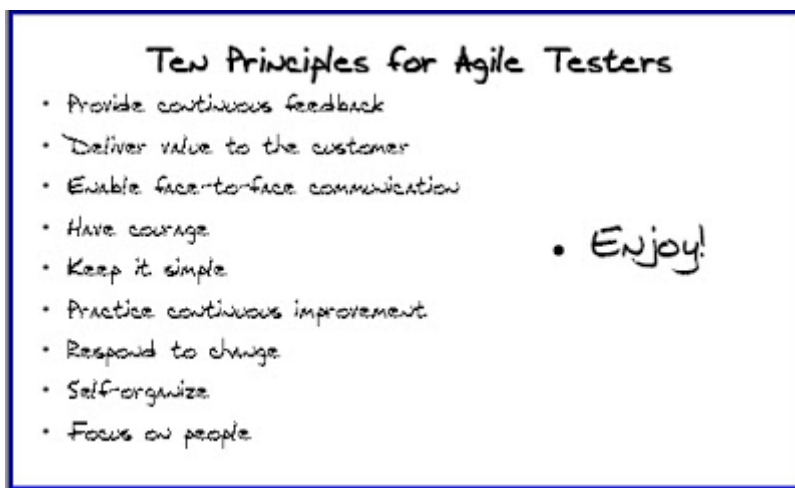 Ten Principles for Agile Testers
• Provide continuous feedback
• Deliver value to the customer
• Enable face-to-face communication
• Have courage
• Keep it simple
• Practice continuous improvement
• Respond to change
• Self-organize
• Focus on people
• Enjoy!